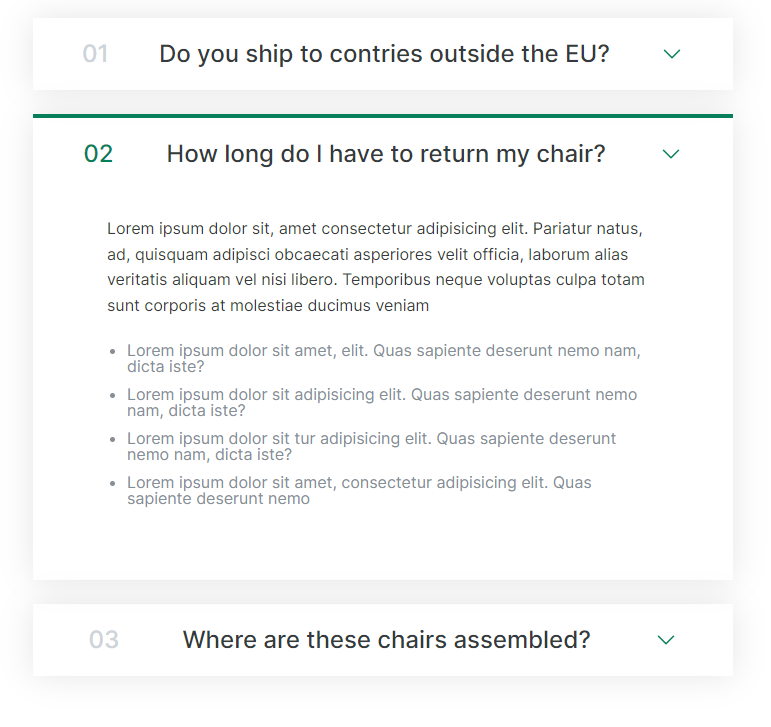 01 Do you ship to contries outside the EU?
02 How long do I have to return my chair?
Lorem ipsum dolor sit, amet consectetur adipisicing elit. Pariatur natus,
ad, quisquam adipisci obcaecati asperiores velit officia, laborum alias
veritatis aliquam vel nisi libero. Temporibus neque voluptas culpa totam
sunt corporis at molestiae ducimus veniam
• Lorem ipsum dolor sit amet, elit. Quas sapiente deserunt nemo nam,
dicta iste?
• Lorem ipsum dolor sit adipisicing elit. Quas sapiente deserunt nemo
nam, dicta iste?
• Lorem ipsum dolor sit tur adipisicing elit. Quas sapiente deserunt
nemo nam, dicta iste?
• Lorem ipsum dolor sit amet, consectetur adipisicing elit. Quas
sapiente deserunt nemo
03 Where are these chairs assembled?